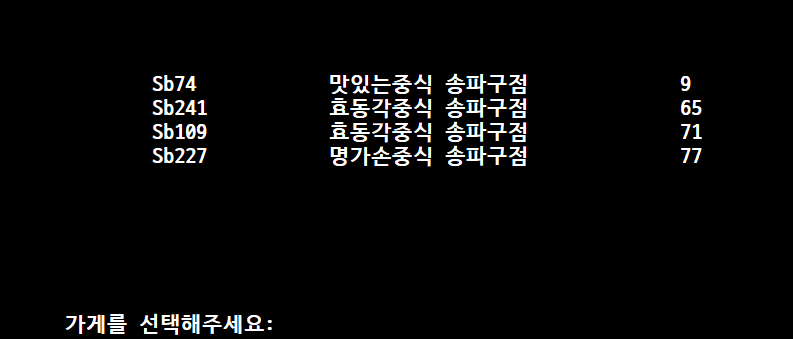 Sb74 맛있는중식 송파구점 9
Sb241 효동각중식 송파구점 65
Sb109 효동각중식 송파구점 71
Sb227 명가손중식 송파구점 77
가게를 선택해주세요: